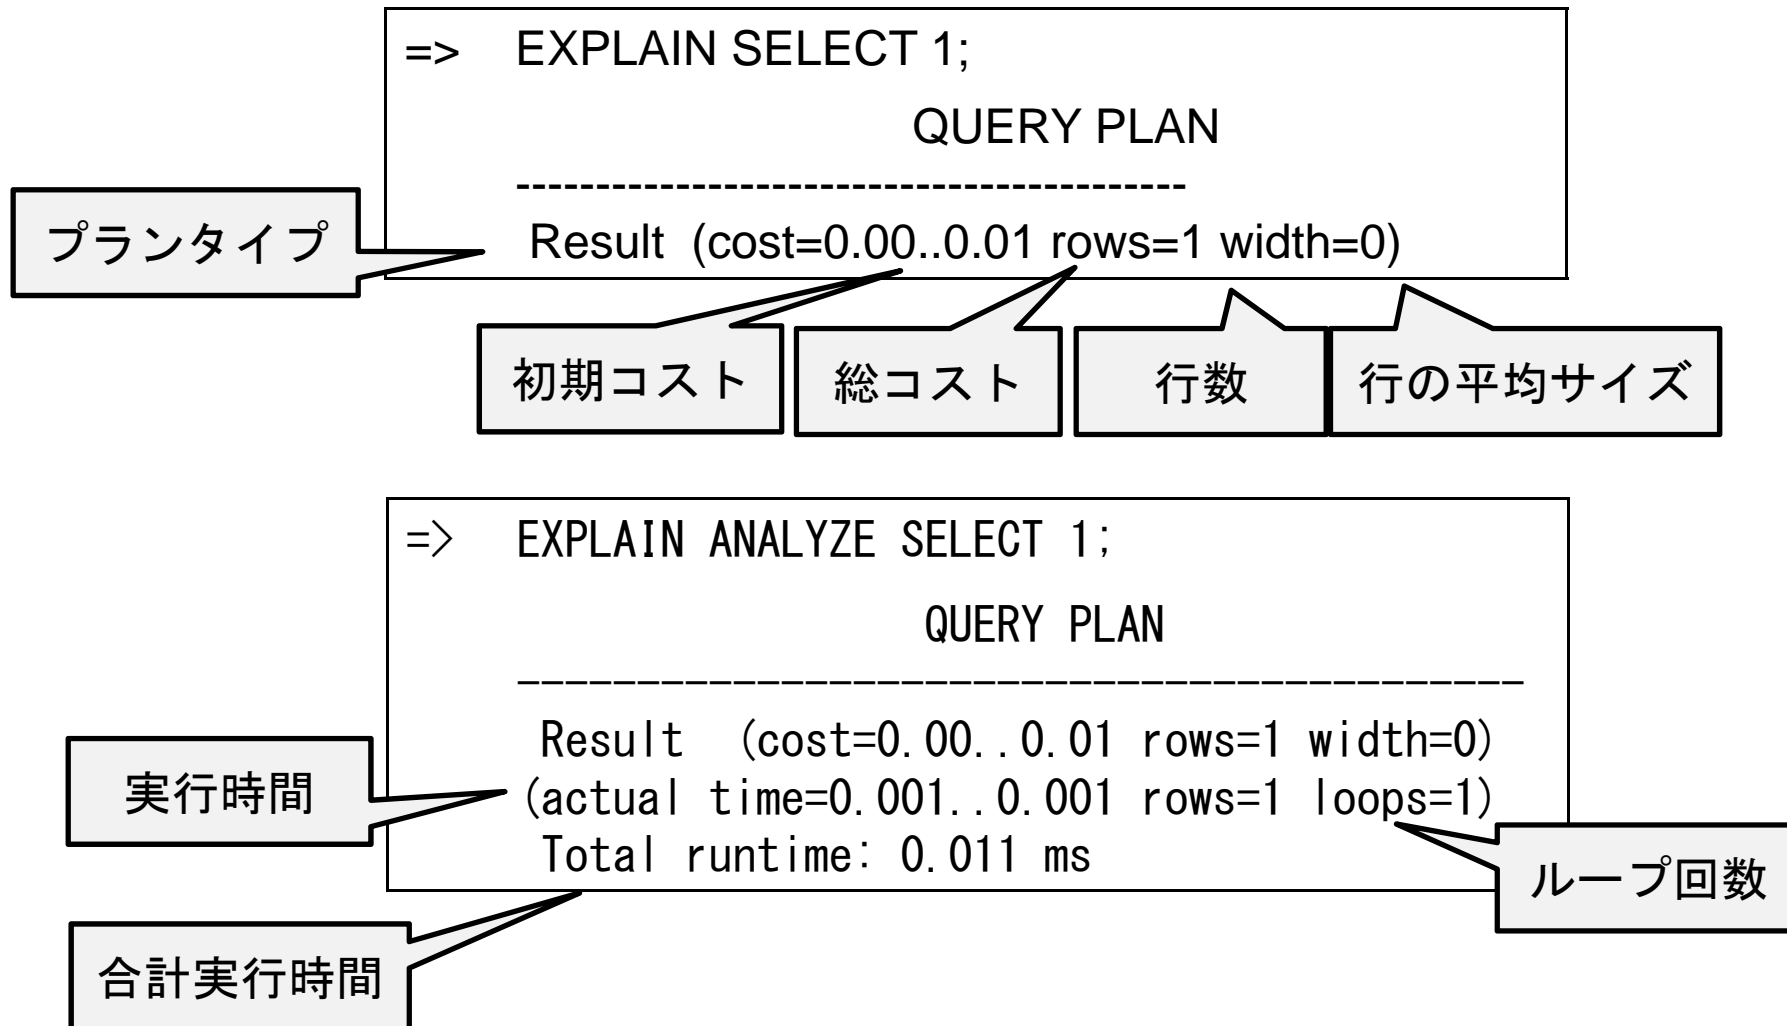 => EXPLAIN SELECT 1;
QUERY PLAN
------------------------------------------
プランタイプ
Result (cost=0.00..0.01 rows=1 width=0)
初期コスト
総コスト
行数
行の平均サイズ
=> EXPLAIN ANALYZE SELECT 1;
QUERY PLAN
------------------------------------------
Result (cost=0.00..0.01 rows=1 width=0)
実行時間
(actual time=0.001..0.001 rows=1 loops=1)
Total runtime: 0.011 ms
ループ回数
合計実行時間